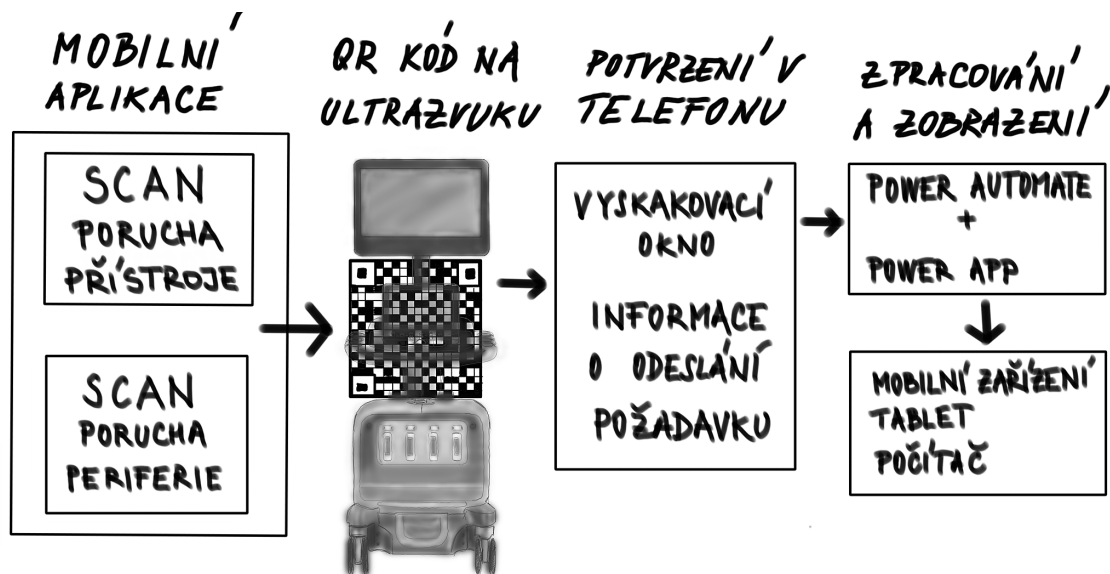 MOBILNÍ
APLIKACE
SCAN
PORUCHA
PŘÍSTROJE
SCAN
PORUCHA
PERIFERIE
QR KÓD NA
ULTRAZVUKU
POTVRZENÍ V
TELEFONU
VYSKAKOVACÍ
OKNO
INFORMACE
O ODESLÁNÍ
POŽADAVKU
ZPRACOVÁNÍ
A ZOBRAZENÍ
POWER AUTOMATE
+
POWER APP
MOBILNÍ ZAŘÍZENÍ
TABLET
POČÍTAČ